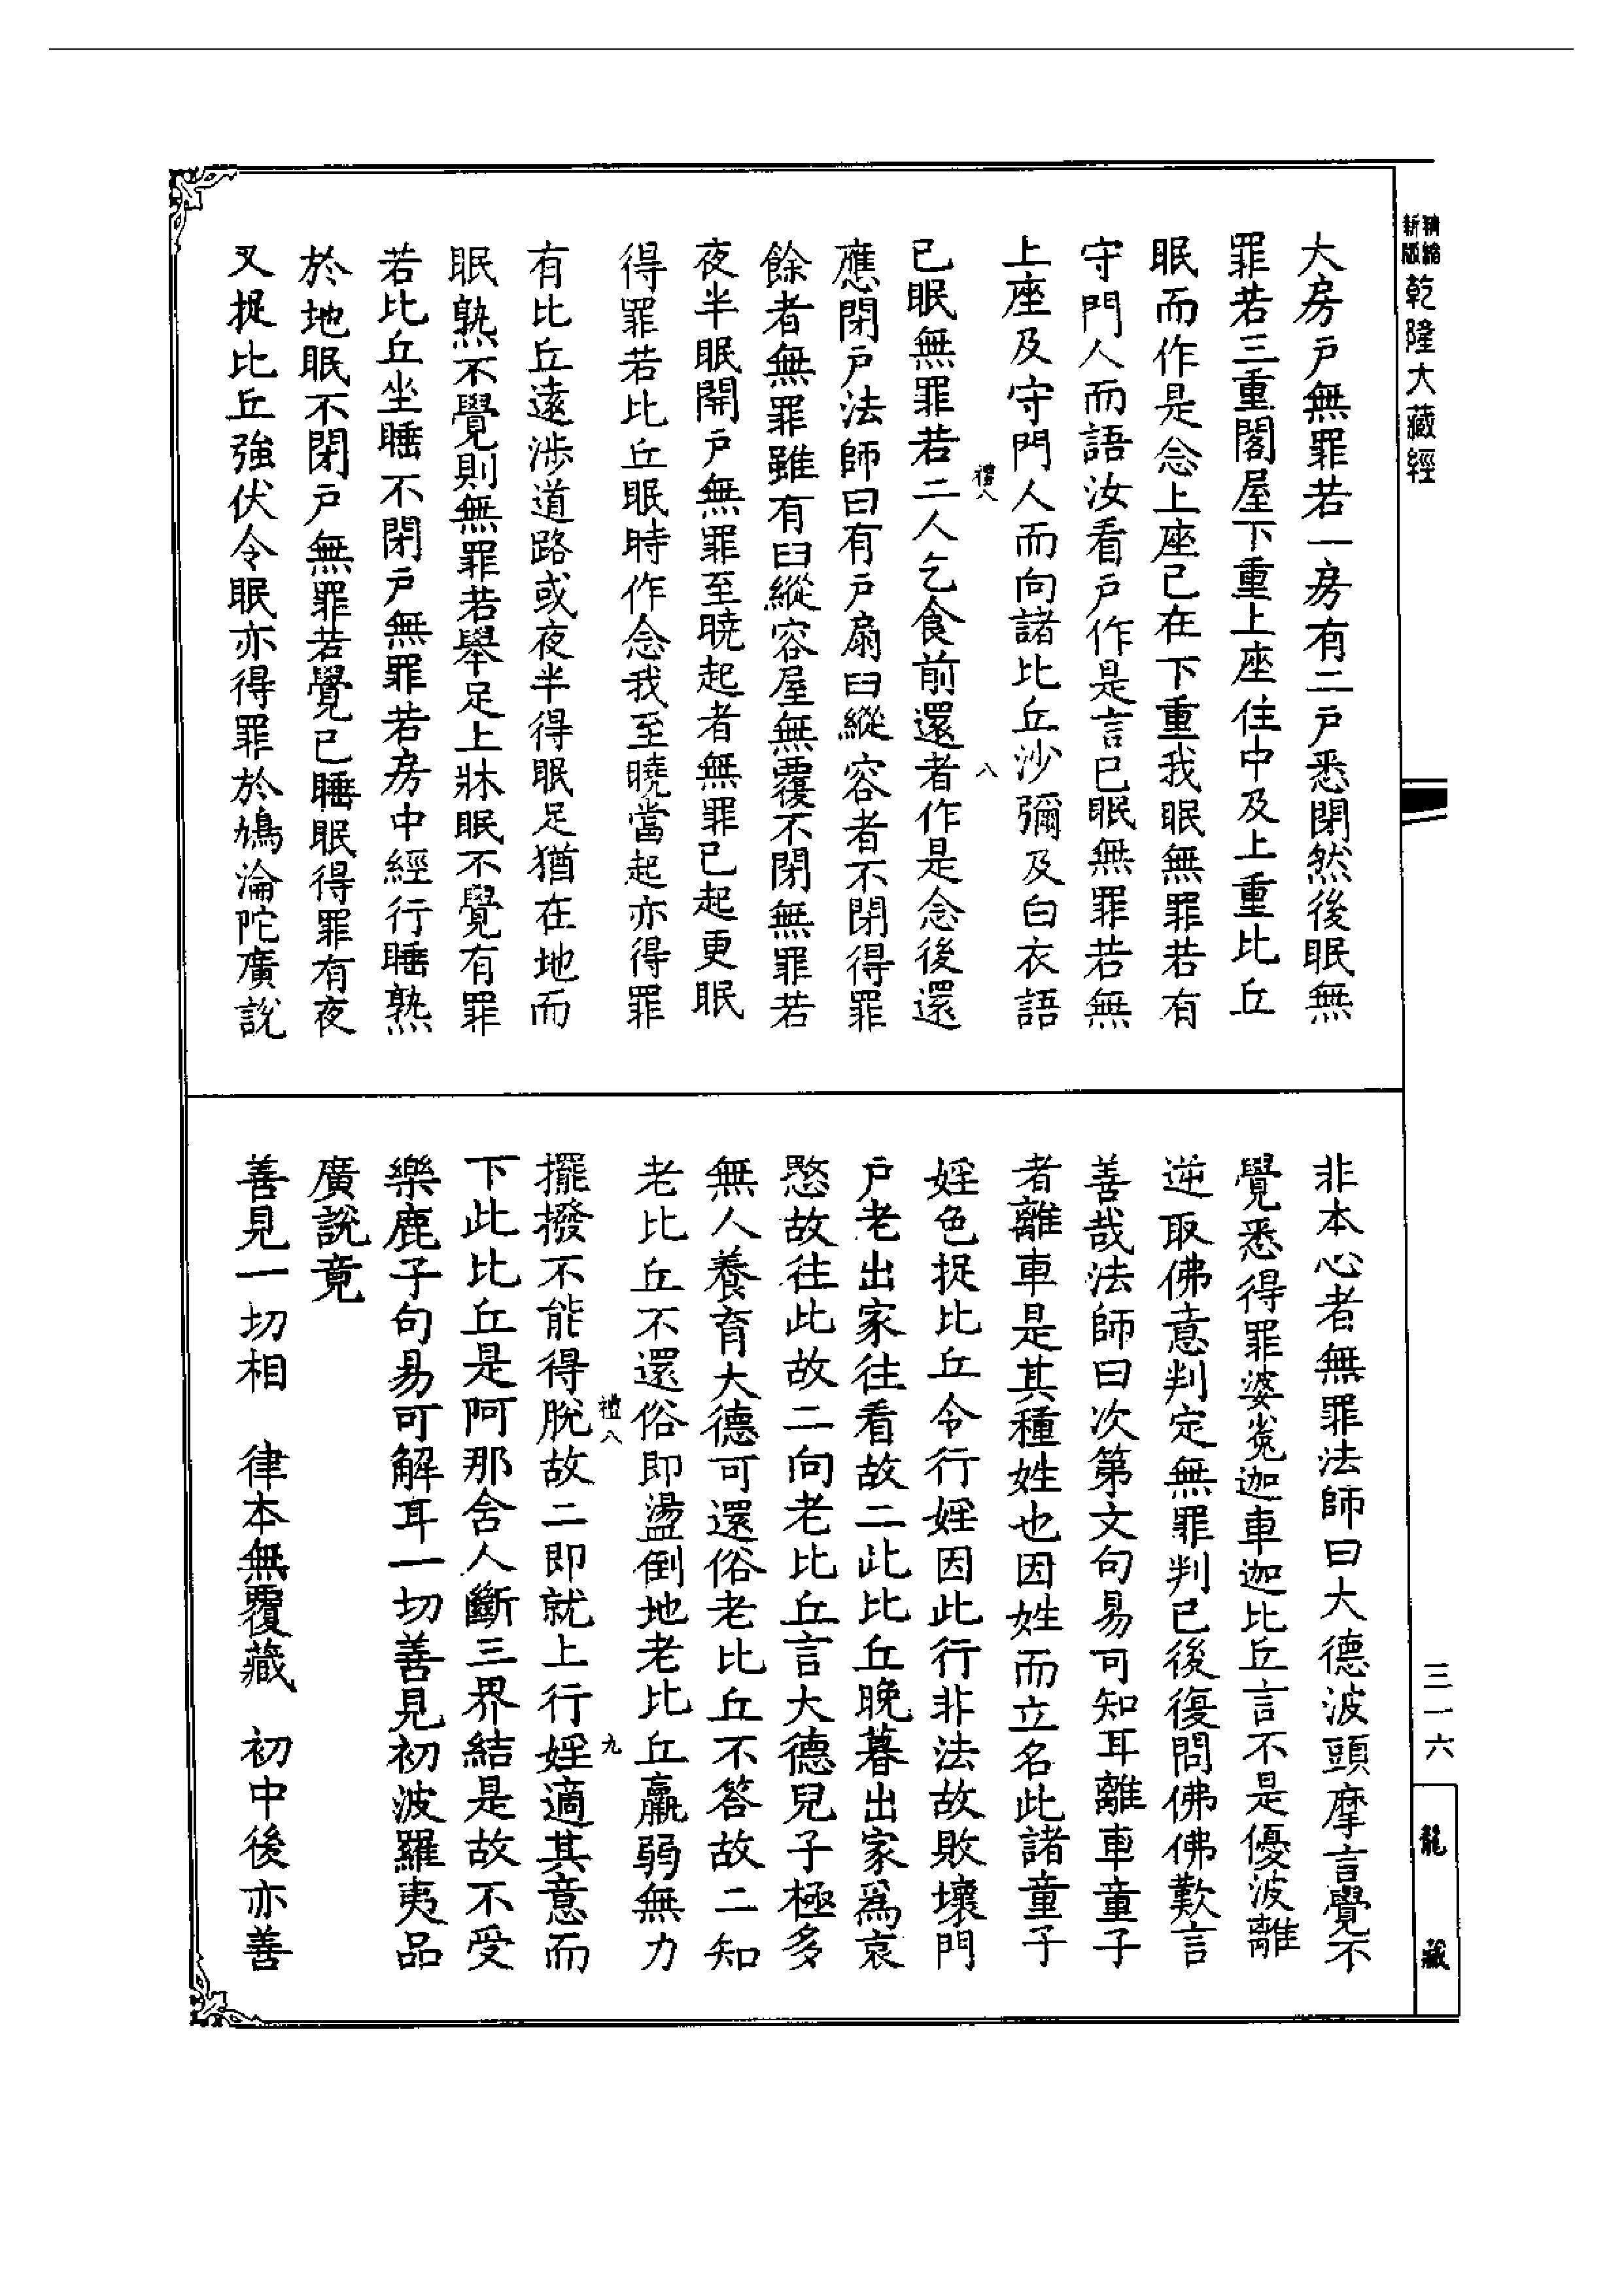 精縮新版乾隆大藏經
大房戶無罪若一房有二戶悉閉然後眠無
罪若三重閣屋下重上座住中及上重比丘
眠而作是念上座已在下重我眠無罪若有
守門人而語汝看戶作是言已眠無罪若無
上座及守門人而向諸比丘沙彌及白衣語
已眠無罪若二人乞食前還者作是念後還
應閉戶法師曰有戶扇曰縱容者不閉得罪
餘者無罪雖有曰縱容屋無覆不閉無罪若
夜半眠開戶無罪至曉起者無罪已起更眠
得罪若比丘眠時作念我至曉當起亦得罪
有比丘遠涉道路或夜半得眠足猶在地而
眠熟不覺則無罪若舉足上牀眠不覺有罪
若比丘坐睡不閉戶無罪若房中經行睡熟
於地眠不閉戶無罪若覺已睡眠得罪有夜
叉捉比丘強伏令眠亦得罪於鳩淪陀廣說
禮八
八
非本心者無罪法師曰大德波頭摩言覺不
覺悉得罪婆㝹迦車迦比丘言不是優波離
逆取佛意判定無罪判已後復問佛佛歎言
善哉法師曰次第文句易可知耳離車童子
者離車是其種姓也因姓而立名此諸童子
婬色捉比丘令行婬因此行非法故敗壞門
戶老出家往看故二此比丘晚暮出家爲哀
愍故往此故二向老比丘言大德兒子極多
無人養育大德可還俗老比丘不答故二知
老比丘不還俗即盪倒地老比丘羸弱無力
擺撥不能得脫故二即就上行婬適其意而
下此比丘是阿那舍人斷三界結是故不受
樂鹿子句易可解耳一切善見初波羅夷品
廣說竟
善見一切相　律本無覆藏　初中後亦善
禮八
九
三一六
龍藏